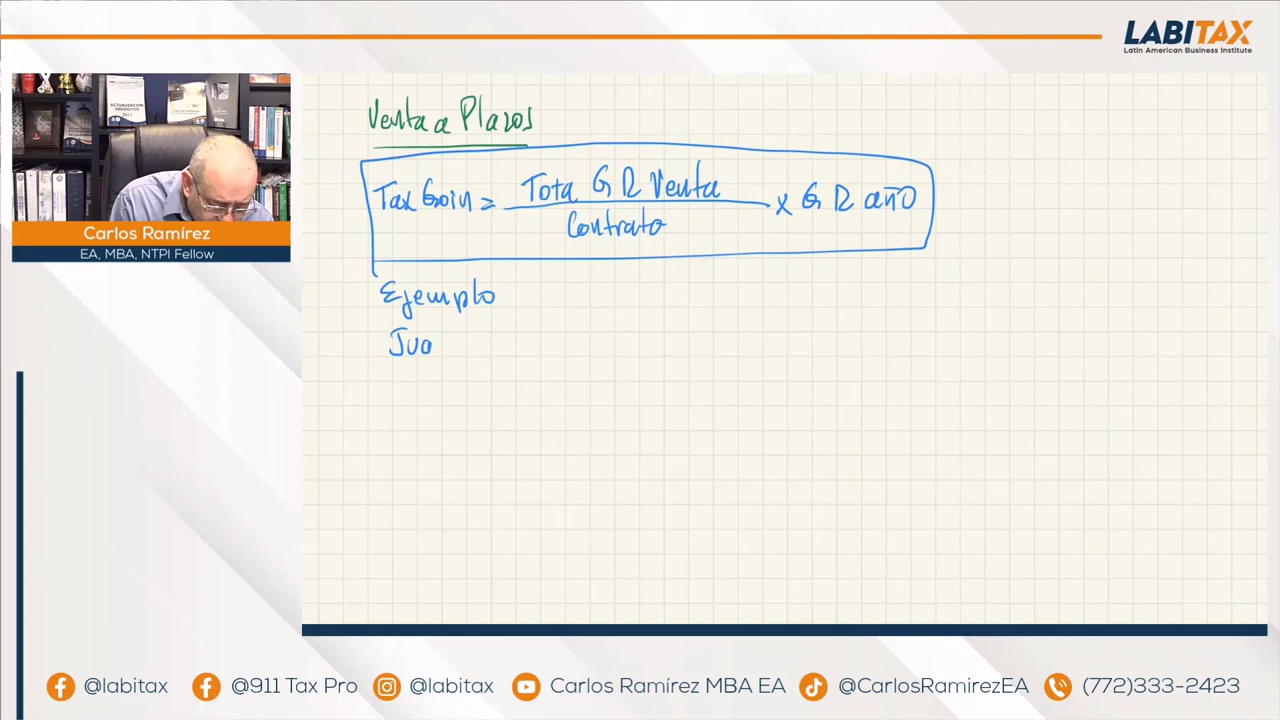 LABITAX
Latin American Business Institute
Venta a Plazos
Tax Gain = Tota G R Venta / Contrato x G R año
Ejemplo
Jua
Carlos Ramírez
EA, MBA, NTPI Fellow
@labitax @911 Tax Pro @labitax Carlos Ramírez MBA EA @CarlosRamirezEA (772)333-2423